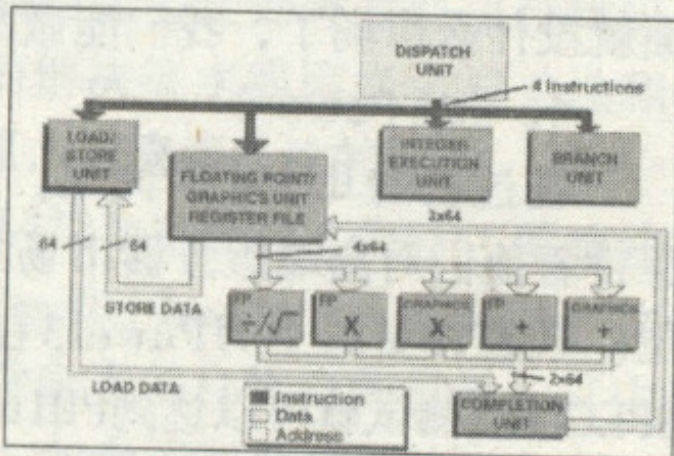 DISPATCH
UNIT
4 Instructions
LOAD/
STORE
UNIT
FLOATING POINT/
GRAPHICS UNIT
REGISTER FILE
INTEGER
EXECUTION
UNIT
BRANCH
UNIT
3x64
64
64
4x64
STORE DATA
FP
÷/√
FP
X
GRAPHICS
X
FP
+
GRAPHICS
+
LOAD DATA
2x64
COMPLETION
UNIT
Instruction
Data
Address